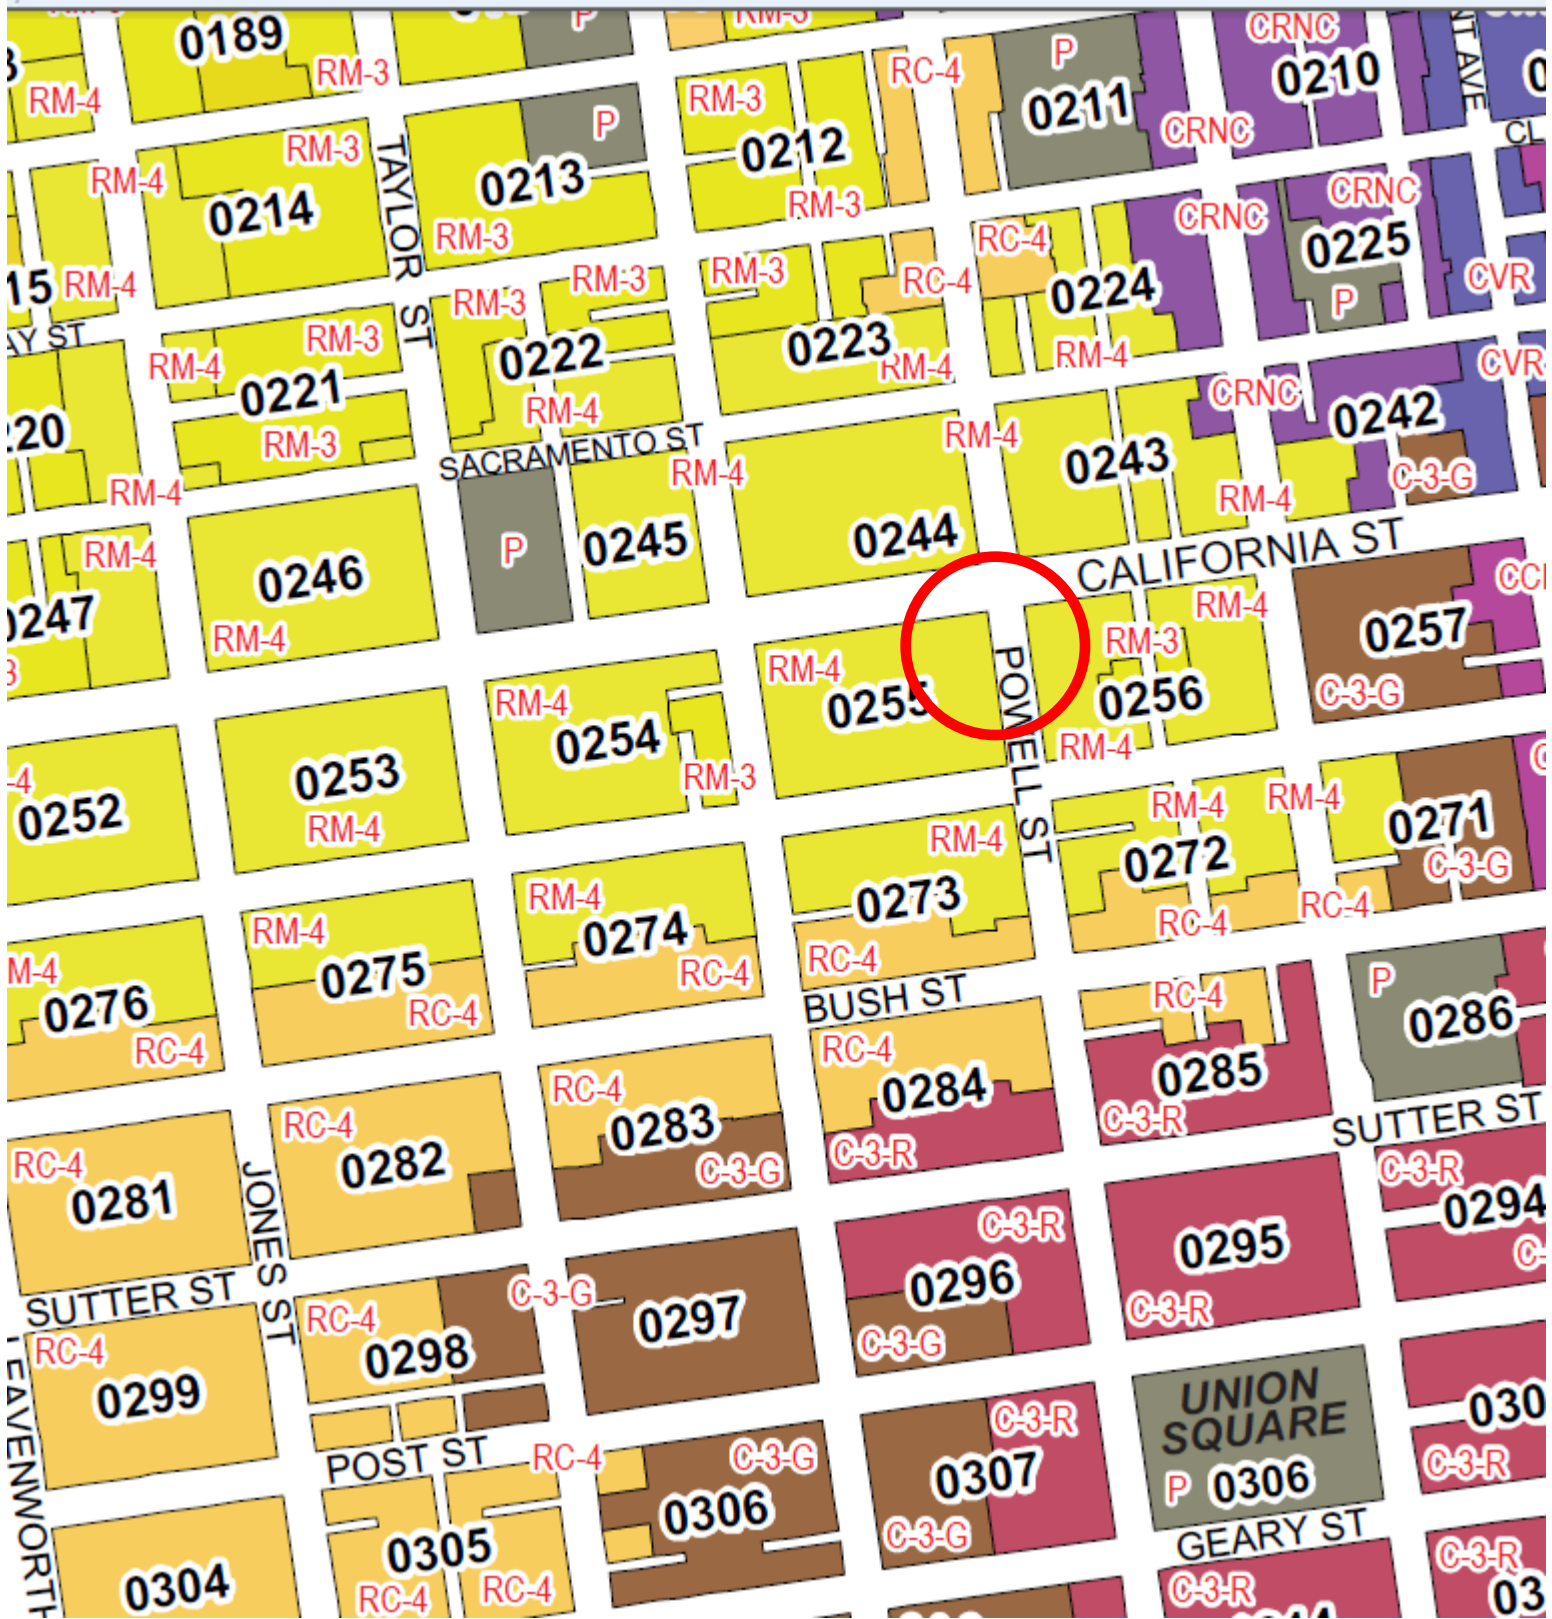 RM-3
P
RM-3
0189
RM-3
RM-4
RC-4
P
0211
CRNC
0210
CRNC
TAYLOR ST
RM-3
P
0213
RM-3
RM-3
0212
RM-3
RM-4
RM-3
0214
15
RM-4
AY ST
CRNC
CRNC
0225
P
CVR
RC-4
0224
RM-4
RM-3
RC-4
0223
RM-4
RM-3
RM-3
0222
RM-4
RM-4
RM-3
0221
RM-3
220
RM-4
SACRAMENTO ST
CVR
CRNC
0242
C-3-G
RM-4
0243
RM-4
RM-4
0244
P
0245
0246
RM-4
RM-4
0247
CALIFORNIA ST
0257
C-3-G
RM-4
RM-3
0256
RM-4
POWELL ST
RM-4
0255
RM-4
0254
RM-3
0253
RM-4
0252
RM-4
RM-4
0271
C-3-G
0272
RC-4
RC-4
RM-4
0273
RC-4
RM-4
0274
RC-4
RM-4
0275
RC-4
M-4
0276
RC-4
BUSH ST
P
0286
RC-4
0285
C-3-R
RC-4
0284
C-3-R
RC-4
0283
C-3-G
RC-4
0282
RC-4
0281
JONES ST
SUTTER ST
C-3-R
0294
0295
C-3-R
C-3-R
0296
C-3-G
C-3-G
0297
RC-4
0298
SUTTER ST
RC-4
0299
LEAVENWORTH
UNION
SQUARE
P 0306
030
C-3-R
C-3-R
0307
C-3-G
POST ST
RC-4
C-3-G
0306
0305
RC-4
RC-4
0304
GEARY ST
C-3-R
C-3-R
03